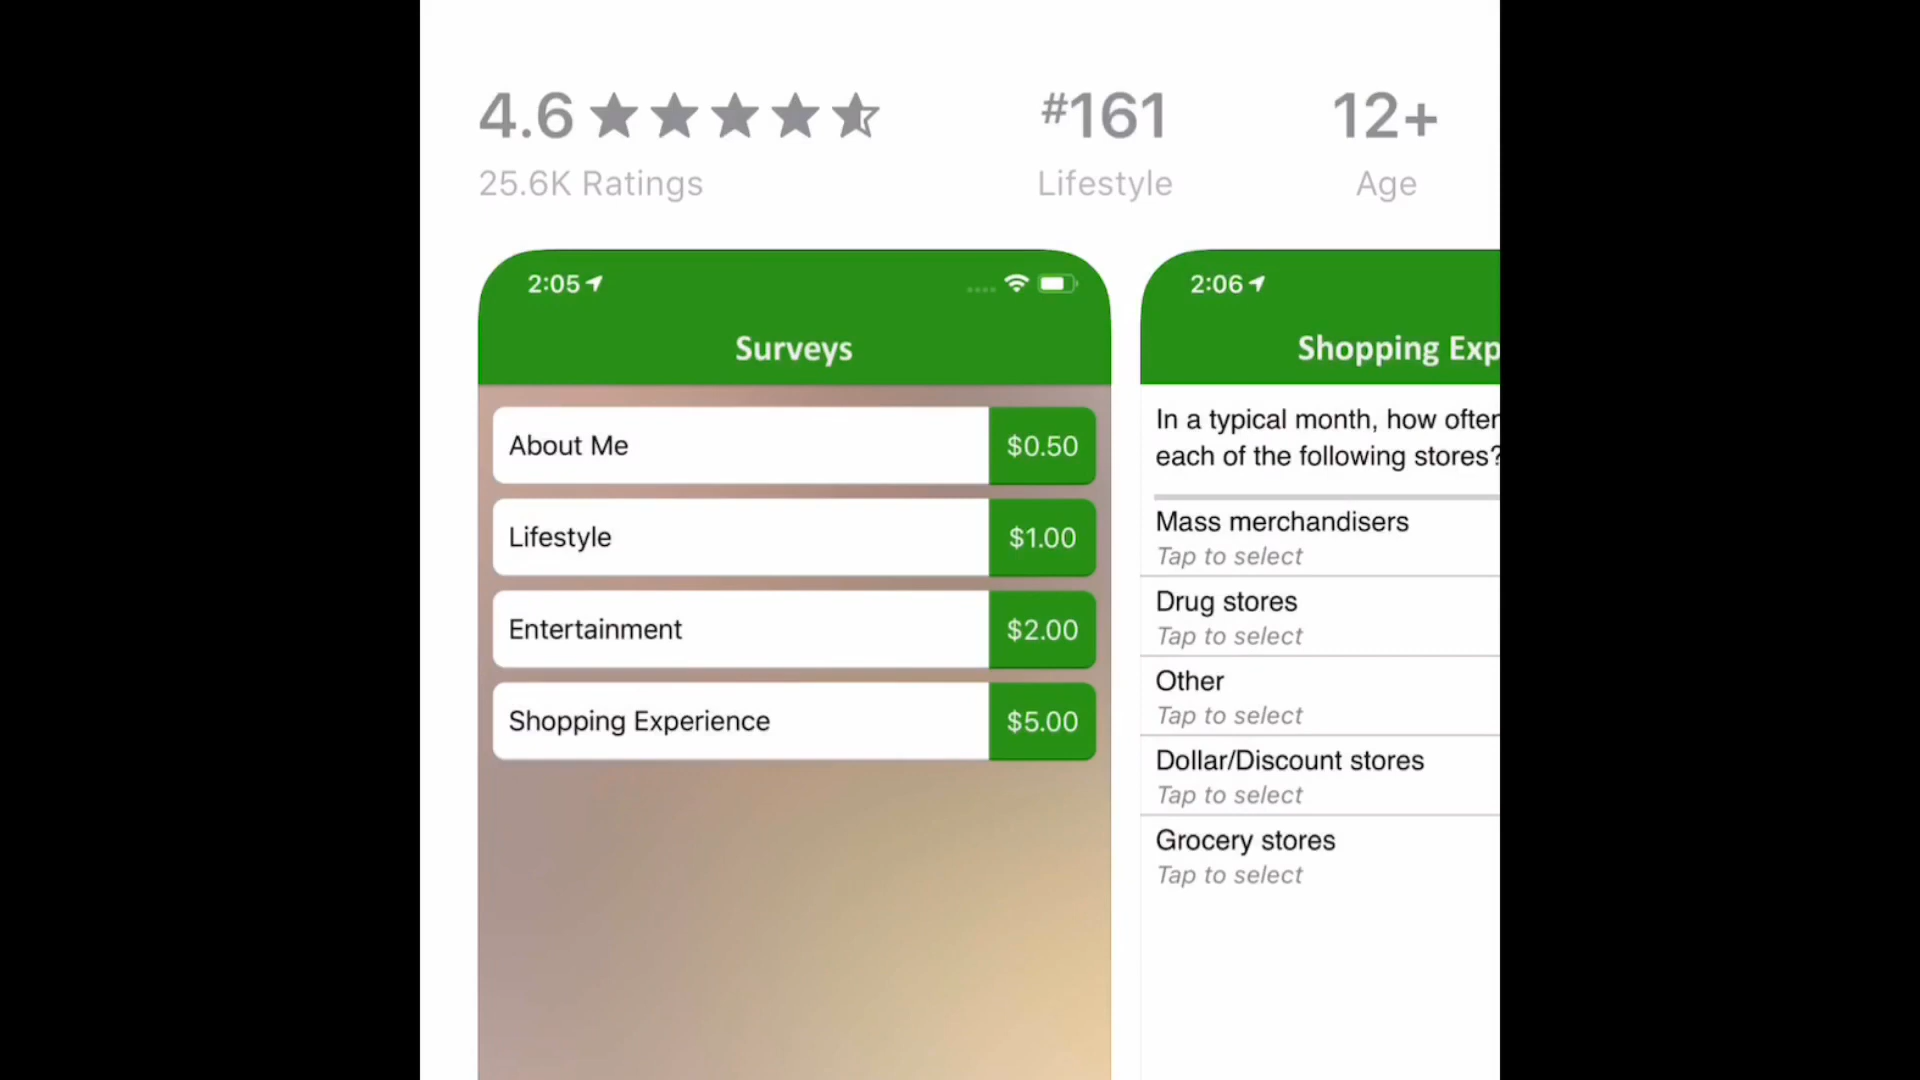 4.6
25.6K Ratings
#161
Lifestyle
12+
Age
2:05
Surveys
About Me
$0.50
Lifestyle
$1.00
Entertainment
$2.00
Shopping Experience
$5.00
2:06
Shopping Exp
In a typical month, how often
each of the following stores?
Mass merchandisers
Tap to select
Drug stores
Tap to select
Other
Tap to select
Dollar/Discount stores
Tap to select
Grocery stores
Tap to select